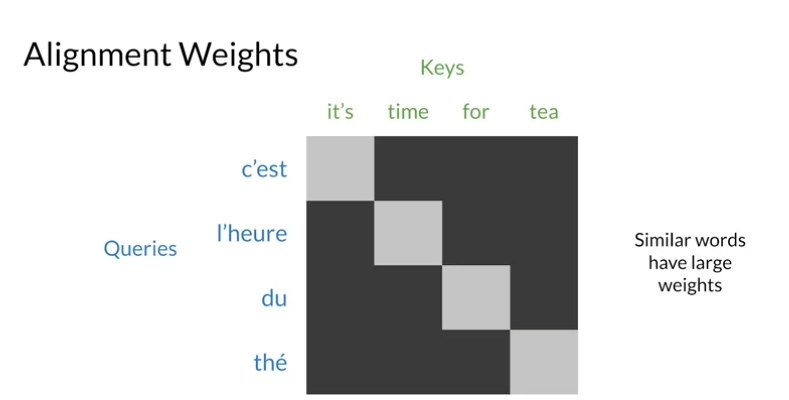 Alignment Weights
Keys
it's time for tea
c'est
l'heure
Queries
du
thé
Similar words
have large
weights